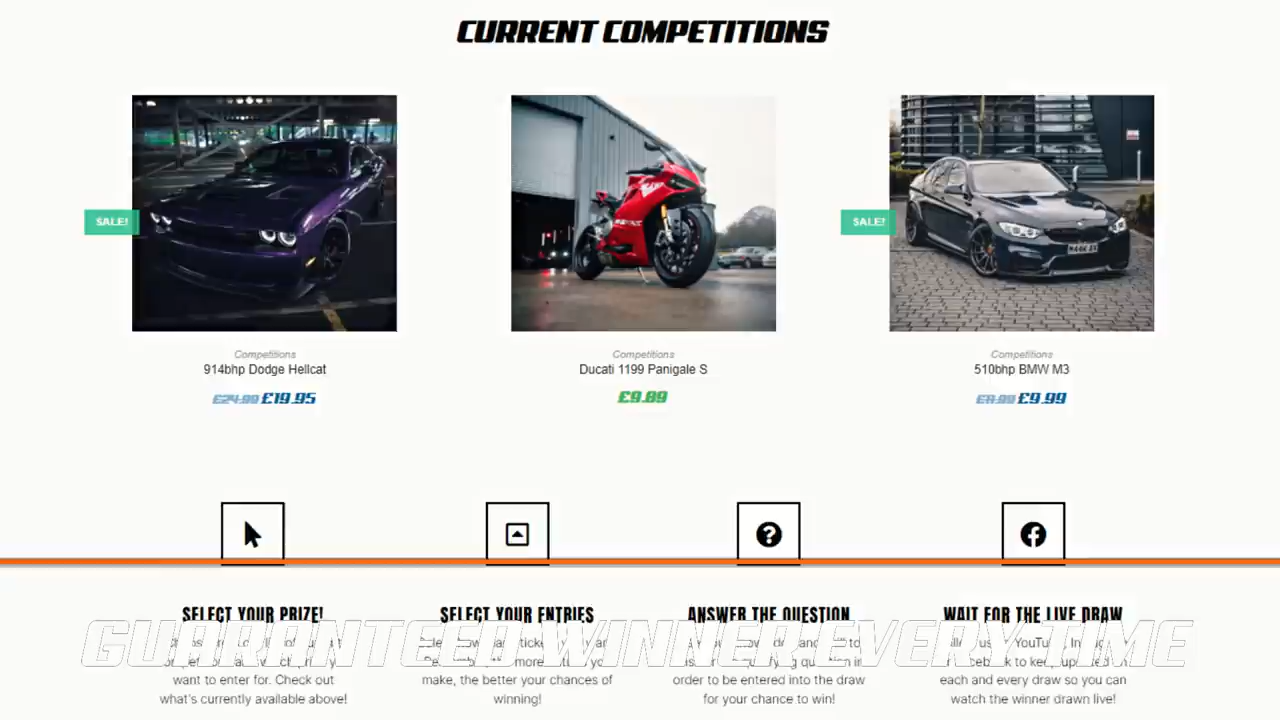 CURRENT COMPETITIONS
SALE!
SALE!
Competitions
914bhp Dodge Hellcat
£19.95
Competitions
Ducati 1199 Panigale S
£9.89
Competitions
510bhp BMW M3
£9.99
SELECT YOUR PRIZE!
want to enter for. Check out
what's currently available above!
SELECT YOUR ENTRIES
make, the better your chances of
winning!
ANSWER THE QUESTION
order to be entered into the draw
for your chance to win!
WAIT FOR THE LIVE DRAW
each and every draw so you can
watch the winner drawn live!
GUARANTEED WINNER EVERY TIME